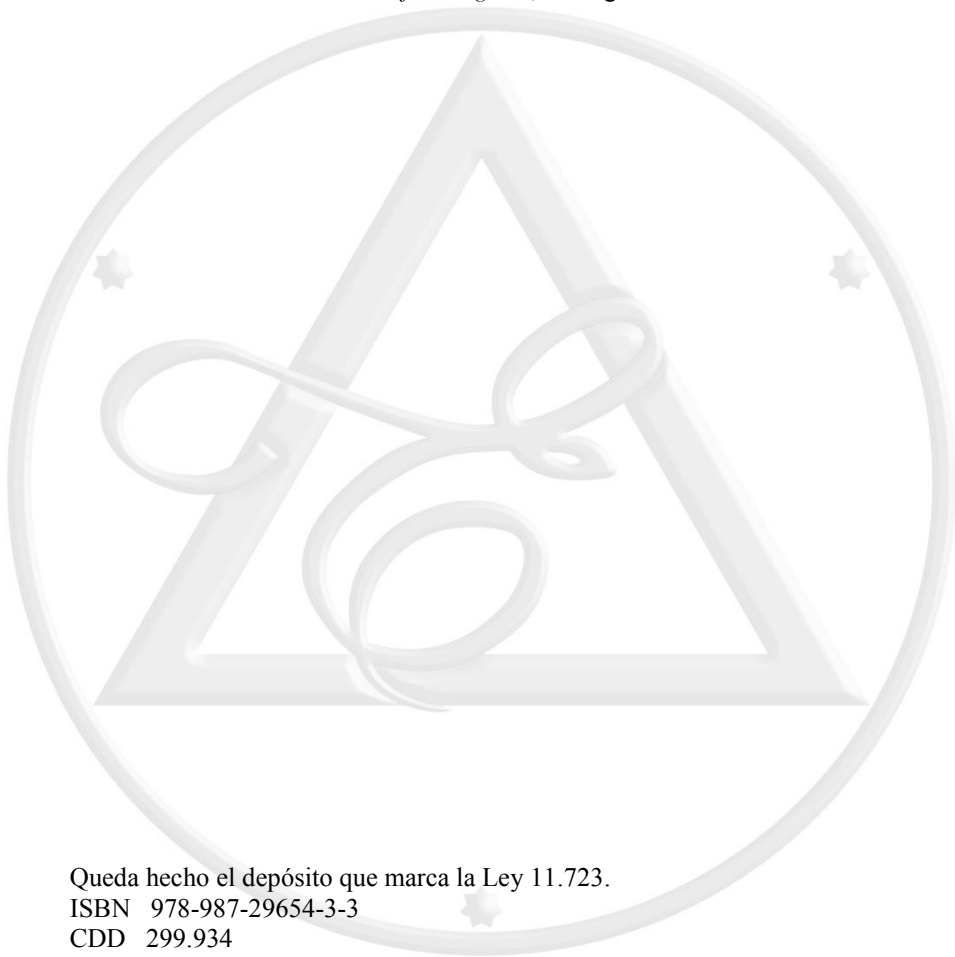 Queda hecho el depósito que marca la Ley 11.723.
ISBN 978-987-29654-3-3
CDD 299.934